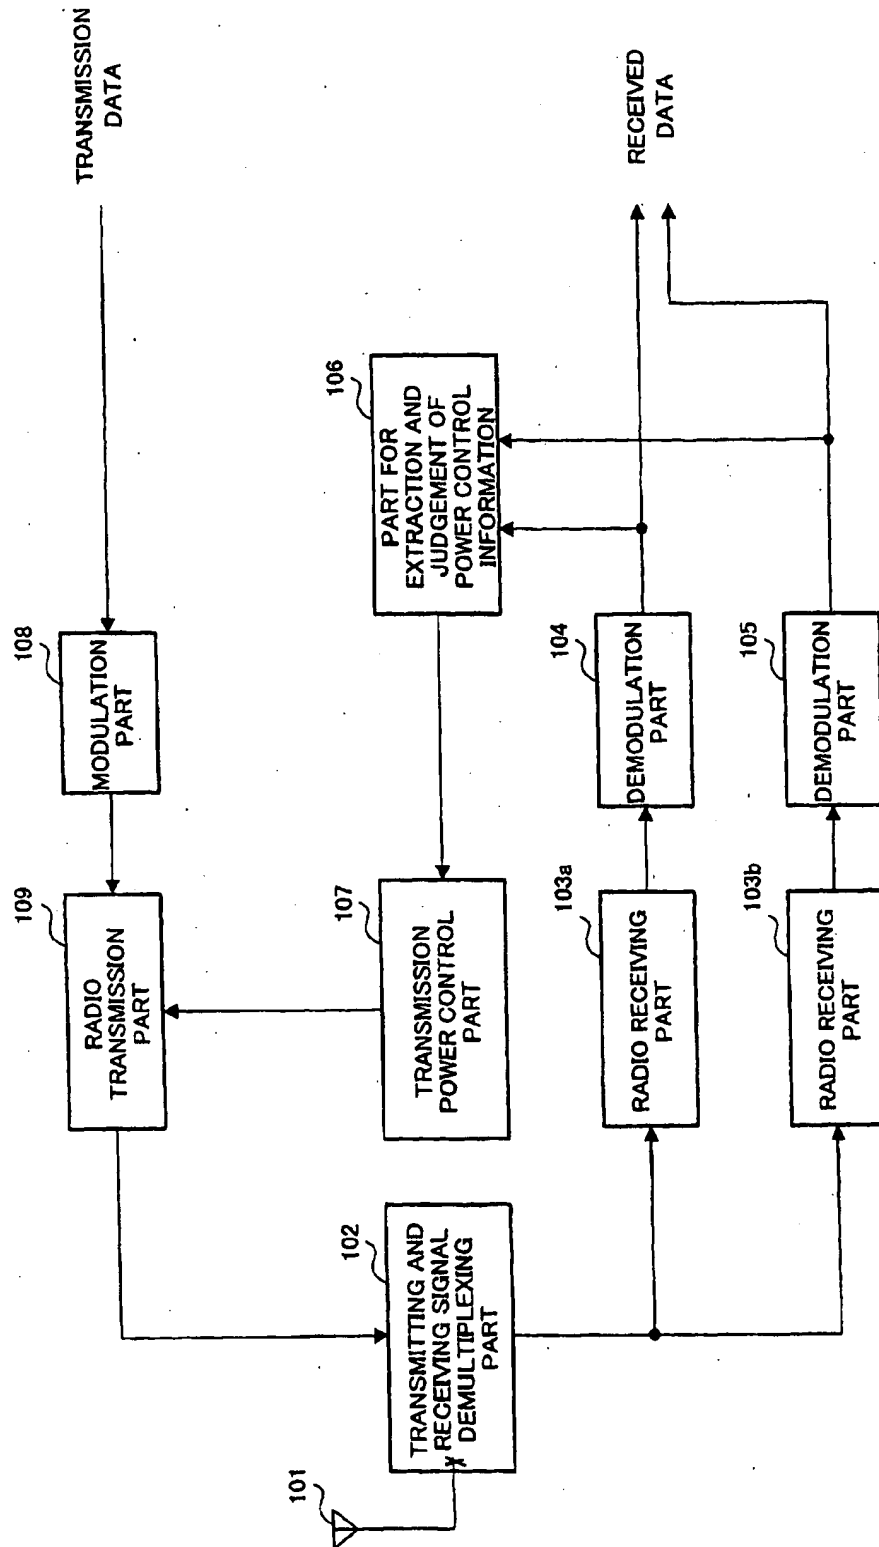 TRANSMISSION
DATA
108
MODULATION
PART
109
RADIO
TRANSMISSION
PART
106
PART FOR
EXTRACTION AND
JUDGEMENT OF
POWER CONTROL
INFORMATION
107
TRANSMISSION
POWER CONTROL
PART
101
102
TRANSMITTING AND
RECEIVING SIGNAL
DEMULTIPLEXING
PART
103a
RADIO RECEIVING
PART
104
DEMODULATION
PART
103b
RADIO RECEIVING
PART
105
DEMODULATION
PART
RECEIVED
DATA